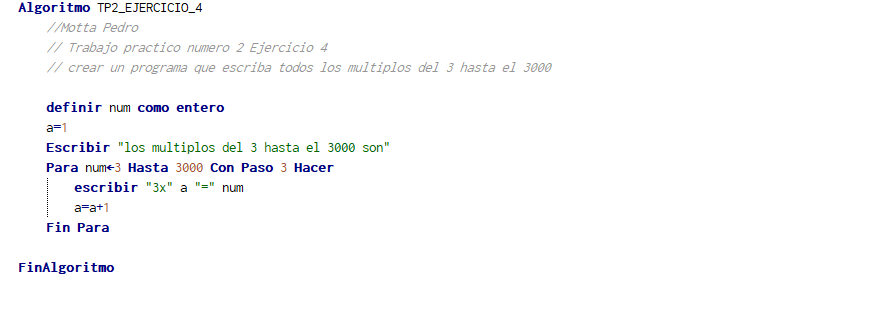 Algoritmo TP2_EJERCICIO_4
//Motta Pedro
// Trabajo practico numero 2 Ejercicio 4
// crear un programa que escriba todos los multiplos del 3 hasta el 3000
definir num como entero
a=1
Escribir "los multiplos del 3 hasta el 3000 son"
Para num←3 Hasta 3000 Con Paso 3 Hacer
escribir "3x" a "=" num
a=a+1
Fin Para
FinAlgoritmo